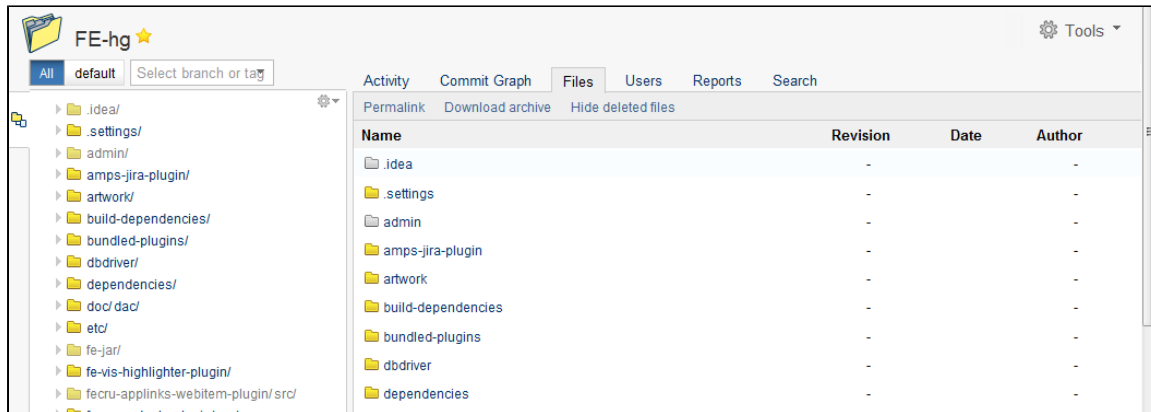 FE-hg
Tools
All default Select branch or tag
Activity Commit Graph Files Users Reports Search
Permalink Download archive Hide deleted files
.idea/
.settings/
admin/
amps-jira-plugin/
artwork/
build-dependencies/
bundled-plugins/
dbdriver/
dependencies/
doc/dac/
etc/
fe-jar/
fe-vis-highlighter-plugin/
fecru-applinks-webitem-plugin/src/
Name Revision Date Author
.idea - -
.settings - -
admin - -
amps-jira-plugin - -
artwork - -
build-dependencies - -
bundled-plugins - -
dbdriver - -
dependencies - -